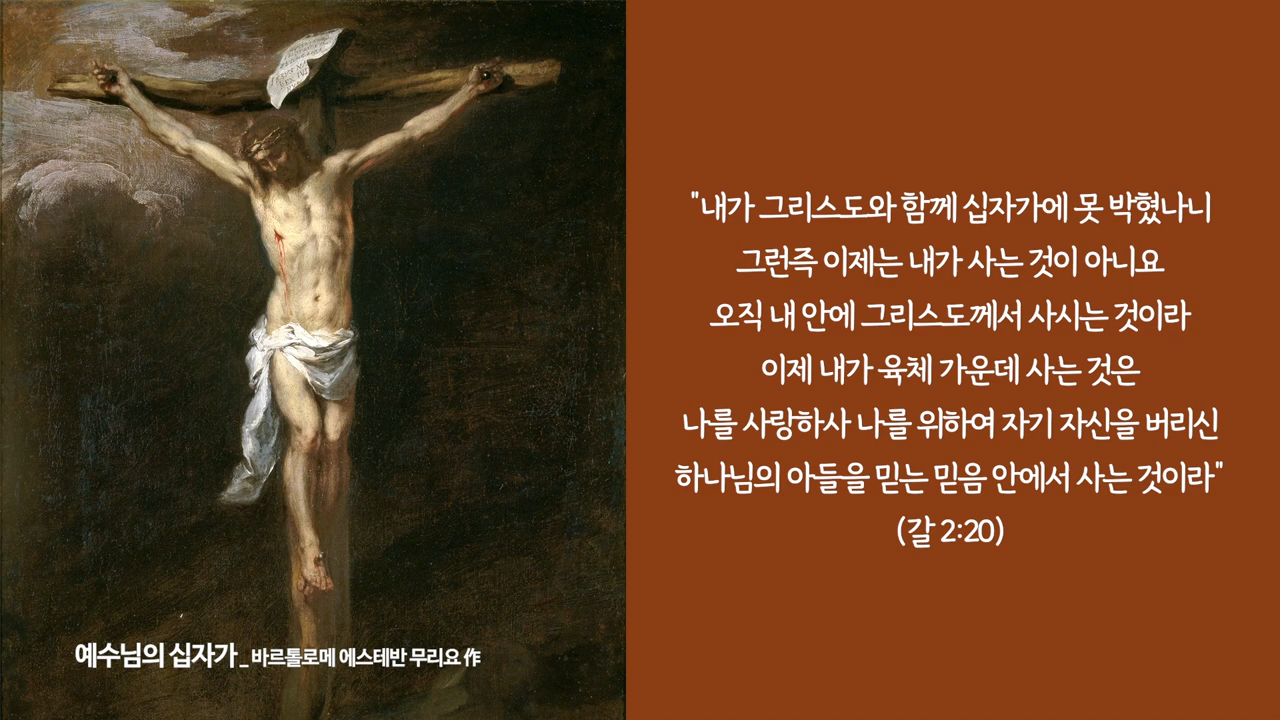 "내가 그리스도와 함께 십자가에 못 박혔나니
그런즉 이제는 내가 사는 것이 아니요
오직 내 안에 그리스도께서 사시는 것이라
이제 내가 육체 가운데 사는 것은
나를 사랑하사 나를 위하여 자기 자신을 버리신
하나님의 아들을 믿는 믿음 안에서 사는 것이라"
(갈 2:20)
예수님의 십자가 _ 바르톨로메 에스테반 무리요 作